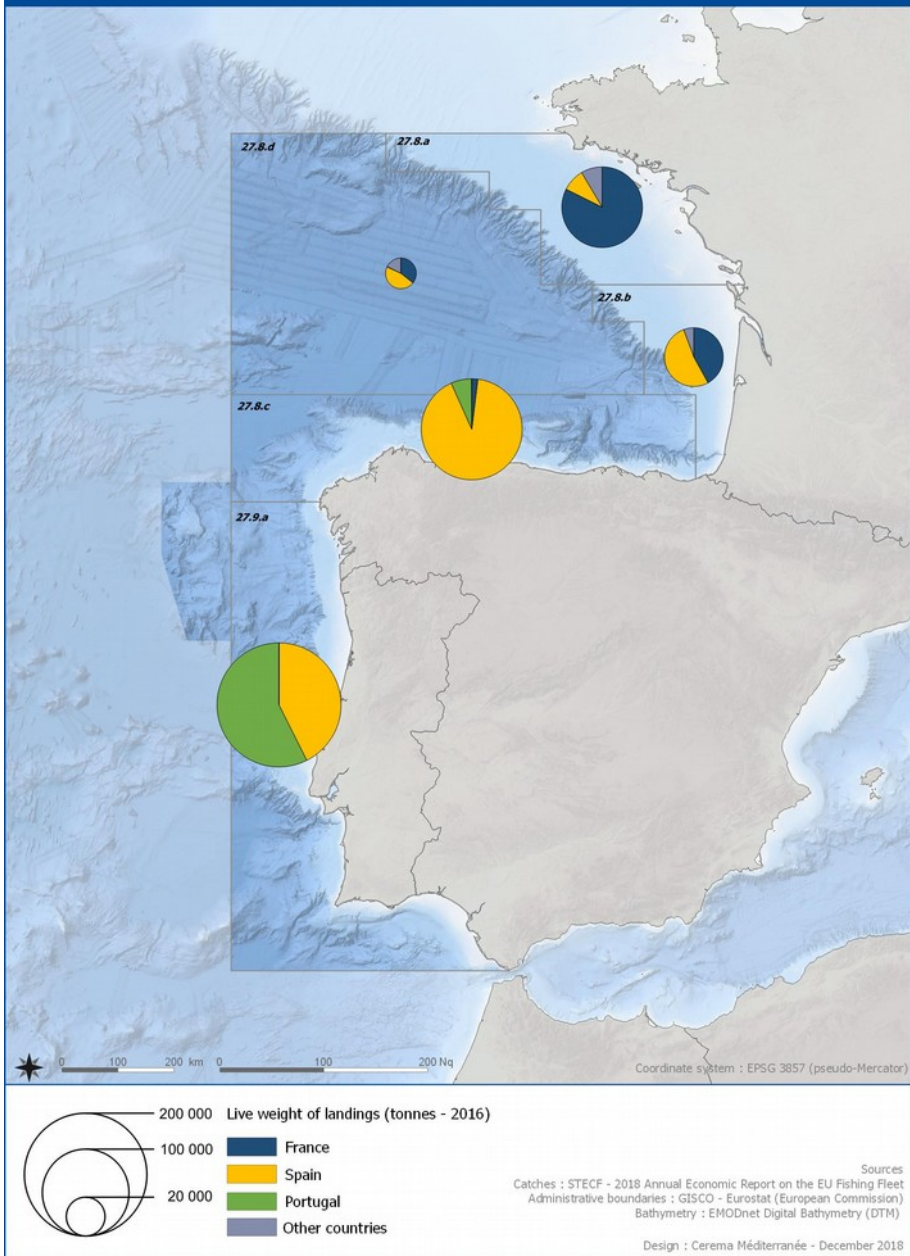 27.8.d
27.8.a
27.8.b
27.8.c
27.9.a
0 100 200 km 0 100 200 Nq
Coordinate system : EPSG 3857 (pseudo-Mercator)
200 000 Live weight of landings (tonnes - 2016)
100 000
20 000
France
Spain
Portugal
Other countries
Sources
Catches : STECF - 2018 Annual Economic Report on the EU Fishing Fleet
Administrative boundaries : GISCO - Eurostat (European Commission)
Bathymetry : EMODnet Digital Bathymetry (DTM)
Design : Cerema Méditerranée - December 2018